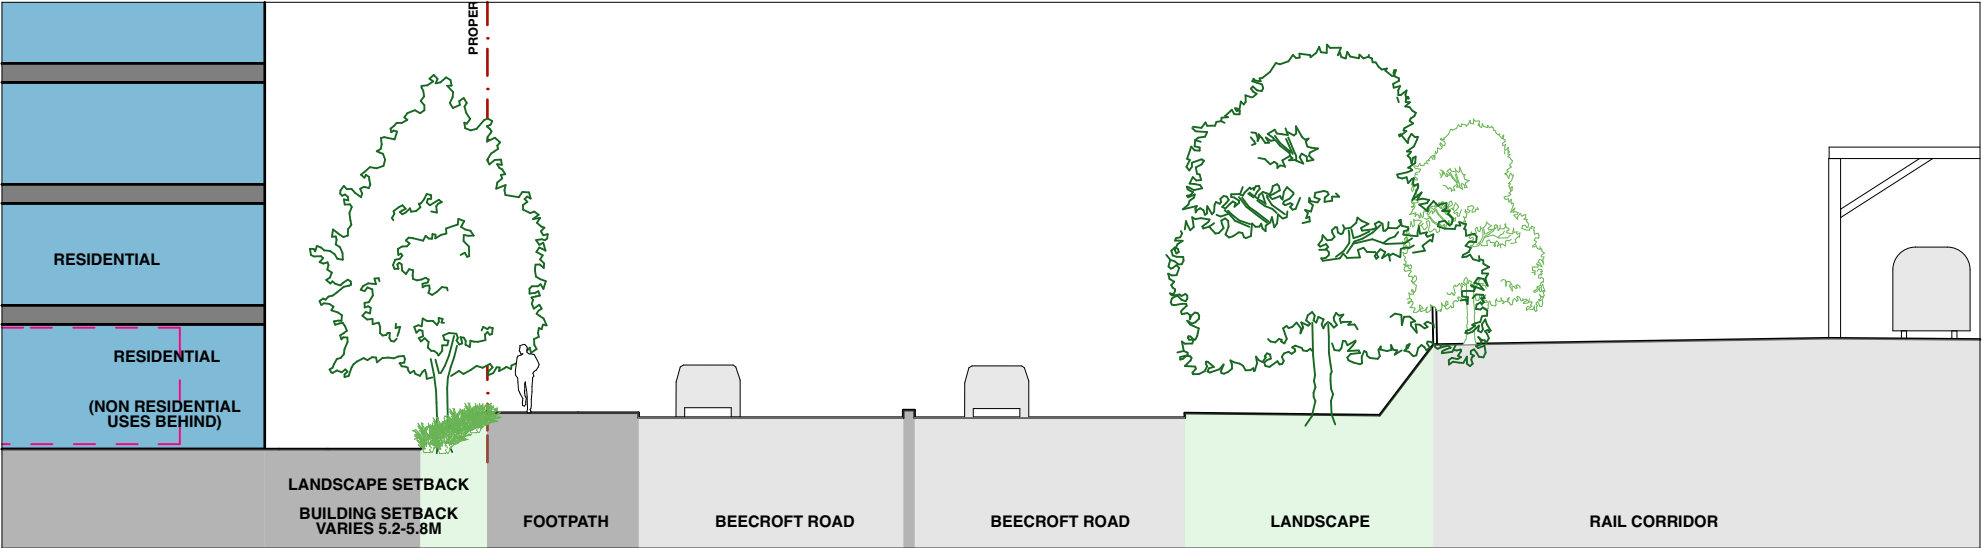 PROPER
RESIDENTIAL
RESIDENTIAL
(NON RESIDENTIAL
USES BEHIND)
LANDSCAPE SETBACK
BUILDING SETBACK
VARIES 5.2-5.8M
FOOTPATH
BEECROFT ROAD
BEECROFT ROAD
LANDSCAPE
RAIL CORRIDOR